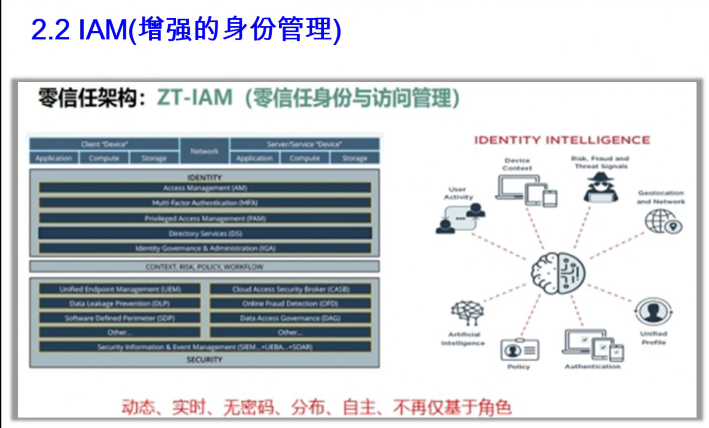 2.2 IAM(增强的身份管理)
零信任架构：ZT-IAM（零信任身份与访问管理）
Client "Device"
Network
Server/Service "Device"
Application
Compute
Storage
Application
Compute
Storage
IDENTITY
Access Management (AM)
Multi-Factor Authentication (MFA)
Privileged Access Management (PAM)
Directory Services (DS)
Identity Governance & Administration (IGA)
CONTEXT, RISK, POLICY, WORKFLOW
Unified Endpoint Management (UEM)
Cloud Access Security Broker (CASB)
Data Leakage Prevention (DLP)
Online Fraud Detection (OFD)
Software Defined Perimeter (SDP)
Data Access Governance (DAG)
Other...
Other...
Security Information & Event Management (SIEM...+UEBA...+SOAR)
SECURITY
IDENTITY INTELLIGENCE
Device
Context
Risk, Fraud and
Threat Signals
User
Activity
Geolocation
and Network
Artificial
Intelligence
Unified
Profile
Policy
Authentication
动态、实时、无密码、分布、自主、不再仅基于角色